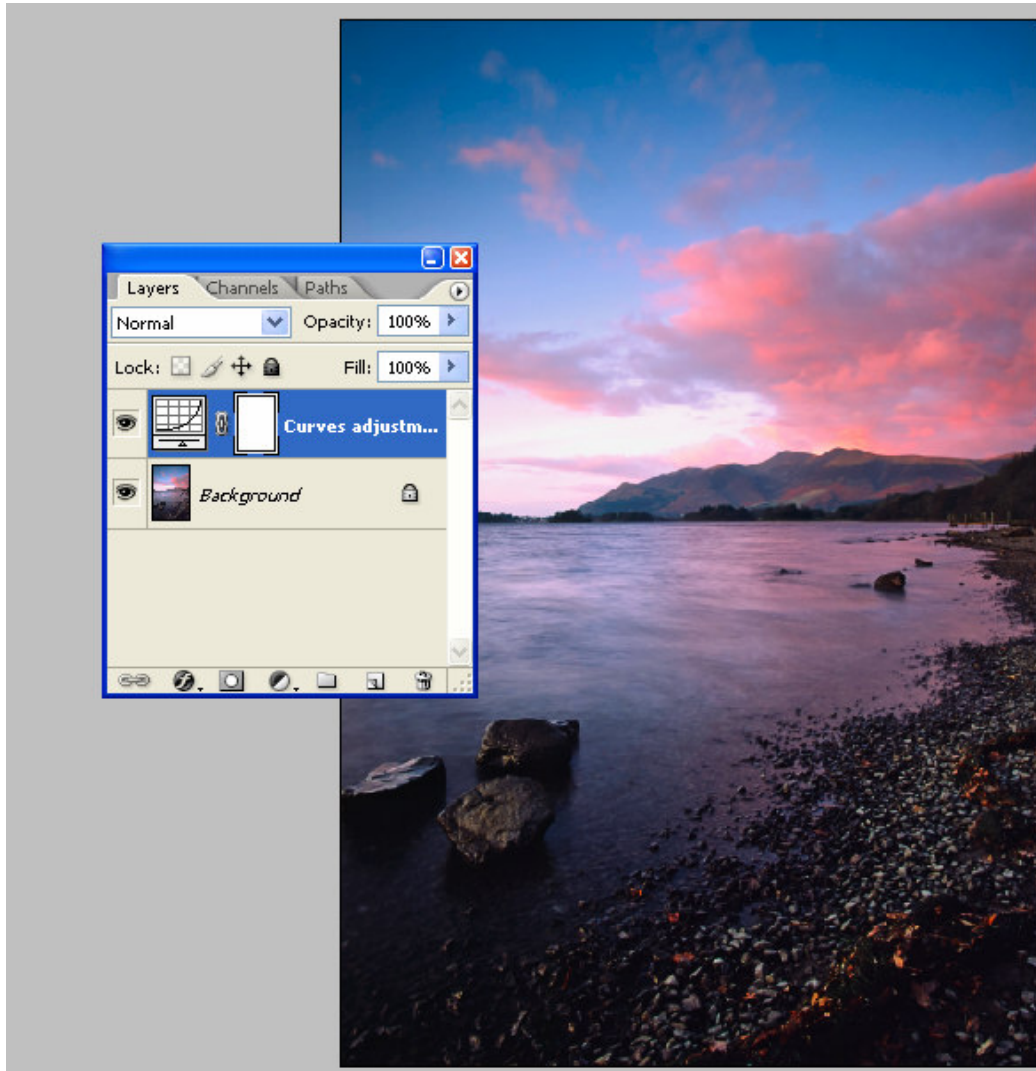 Layers Channels Paths
Normal Opacity: 100%
Lock: Fill: 100%
Curves adjustm...
Background